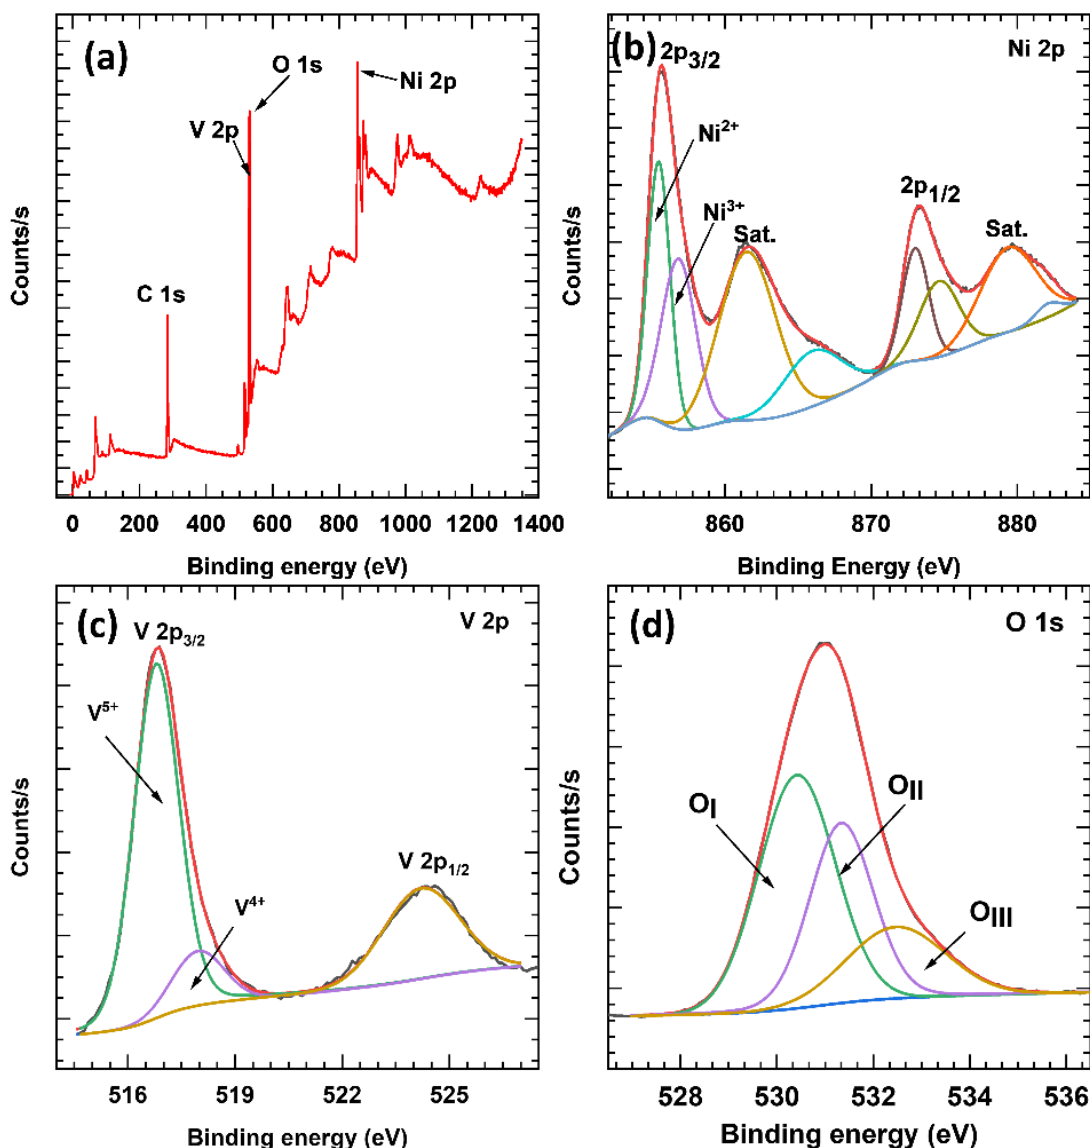 (a)
O 1s
Ni 2p
V 2p
C 1s
Counts/s
0 200 400 600 800 1000 1200 1400
Binding energy (eV)
(b)
2p3/2
Ni 2p
Ni2+
Ni3+
Sat.
2p1/2
Sat.
Counts/s
860 870 880
Binding Energy (eV)
(c)
V 2p3/2
V 2p
V5+
V4+
V 2p1/2
Counts/s
516 519 522 525
Binding energy (eV)
(d)
O 1s
OI
OII
OIII
Counts/s
528 530 532 534 536
Binding energy (eV)